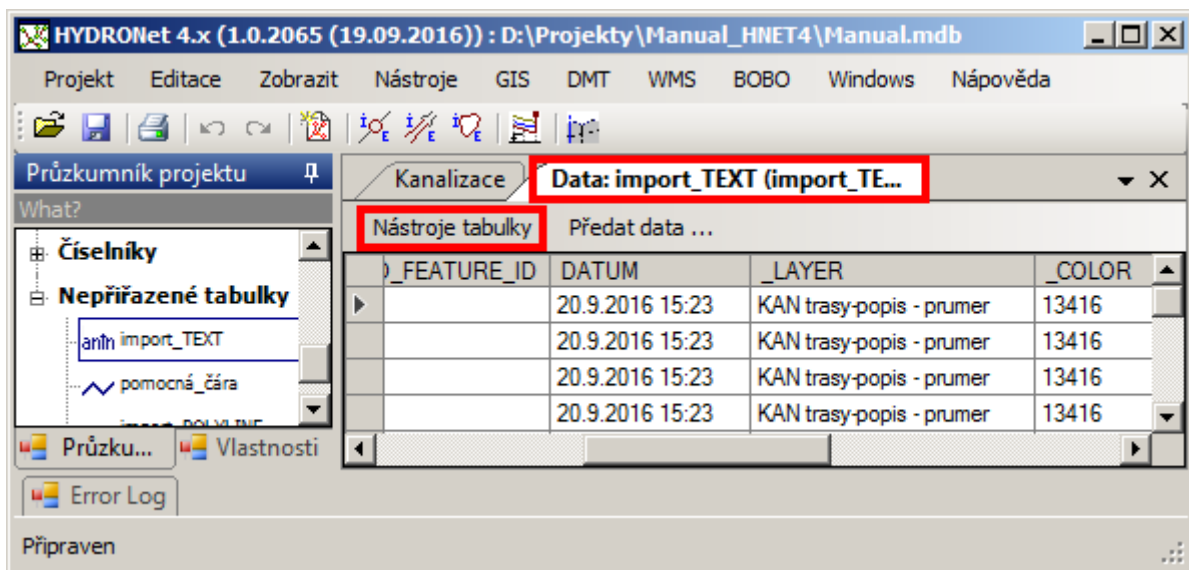 HYDRONet 4.x (1.0.2065 (19.09.2016)) : D:\Projekty\Manual_HNET4\Manual.mdb
Projekt Editace Zobrazit Nástroje GIS DMT WMS BOBO Windows Nápověda
Průzkumník projektu
What?
Číselníky
Nepřiřazené tabulky
import_TEXT
pomocná_čára
Průzku... Vlastnosti
Kanalizace Data: import_TEXT (import_TE...
Nástroje tabulky Předat data ...
_FEATURE_ID DATUM _LAYER _COLOR
20.9.2016 15:23 KAN trasy-popis - prumer 13416
20.9.2016 15:23 KAN trasy-popis - prumer 13416
20.9.2016 15:23 KAN trasy-popis - prumer 13416
20.9.2016 15:23 KAN trasy-popis - prumer 13416
Error Log
Připraven